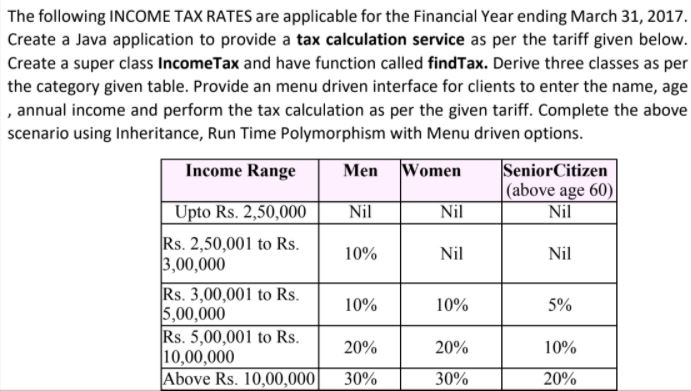 The following INCOME TAX RATES are applicable for the Financial Year ending March 31, 2017.
Create a Java application to provide a tax calculation service as per the tariff given below.
Create a super class IncomeTax and have function called findTax. Derive three classes as per
the category given table. Provide an menu driven interface for clients to enter the name, age
, annual income and perform the tax calculation as per the given tariff. Complete the above
scenario using Inheritance, Run Time Polymorphism with Menu driven options.
Income Range Men Women SeniorCitizen
(above age 60)
Upto Rs. 2,50,000 Nil Nil Nil
Rs. 2,50,001 to Rs.
3,00,000 10% Nil Nil
Rs. 3,00,001 to Rs.
5,00,000 10% 10% 5%
Rs. 5,00,001 to Rs.
10,00,000 20% 20% 10%
Above Rs. 10,00,000 30% 30% 20%